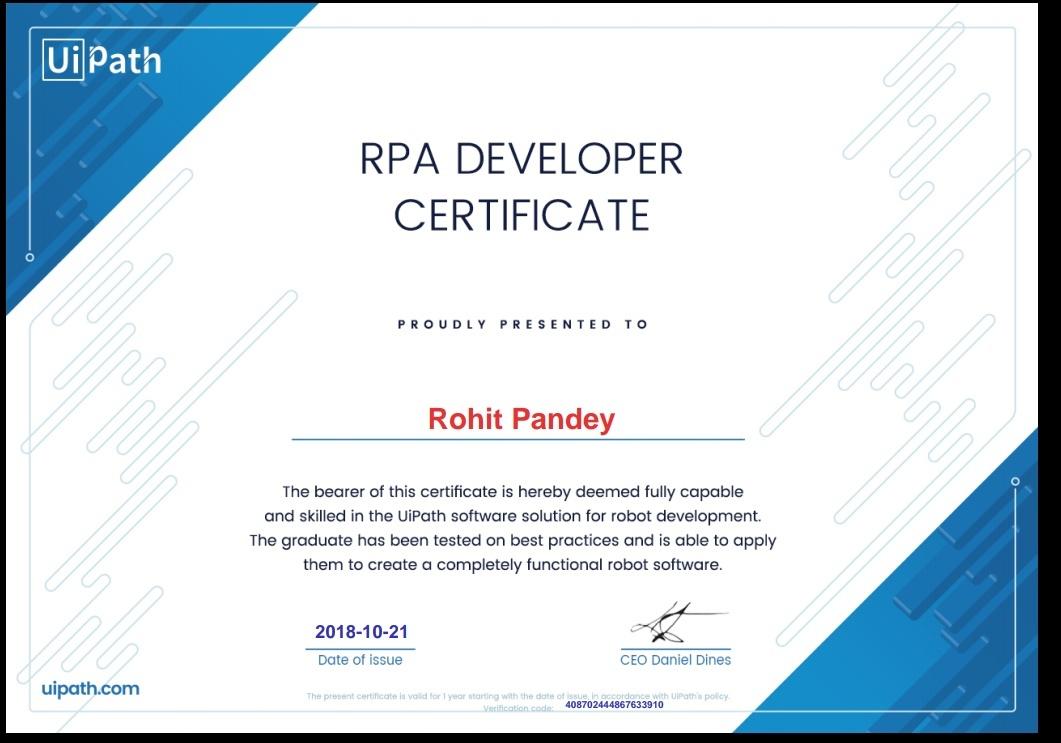 UiPath
RPA DEVELOPER
CERTIFICATE
PROUDLY PRESENTED TO
Rohit Pandey
The bearer of this certificate is hereby deemed fully capable
and skilled in the UiPath software solution for robot development.
The graduate has been tested on best practices and is able to apply
them to create a completely functional robot software.
2018-10-21
Date of issue
CEO Daniel Dines
uipath.com
The present certificate is valid for 1 year starting with the date of issue, in accordance with UiPath's policy.
Verification code: 408702444867633910